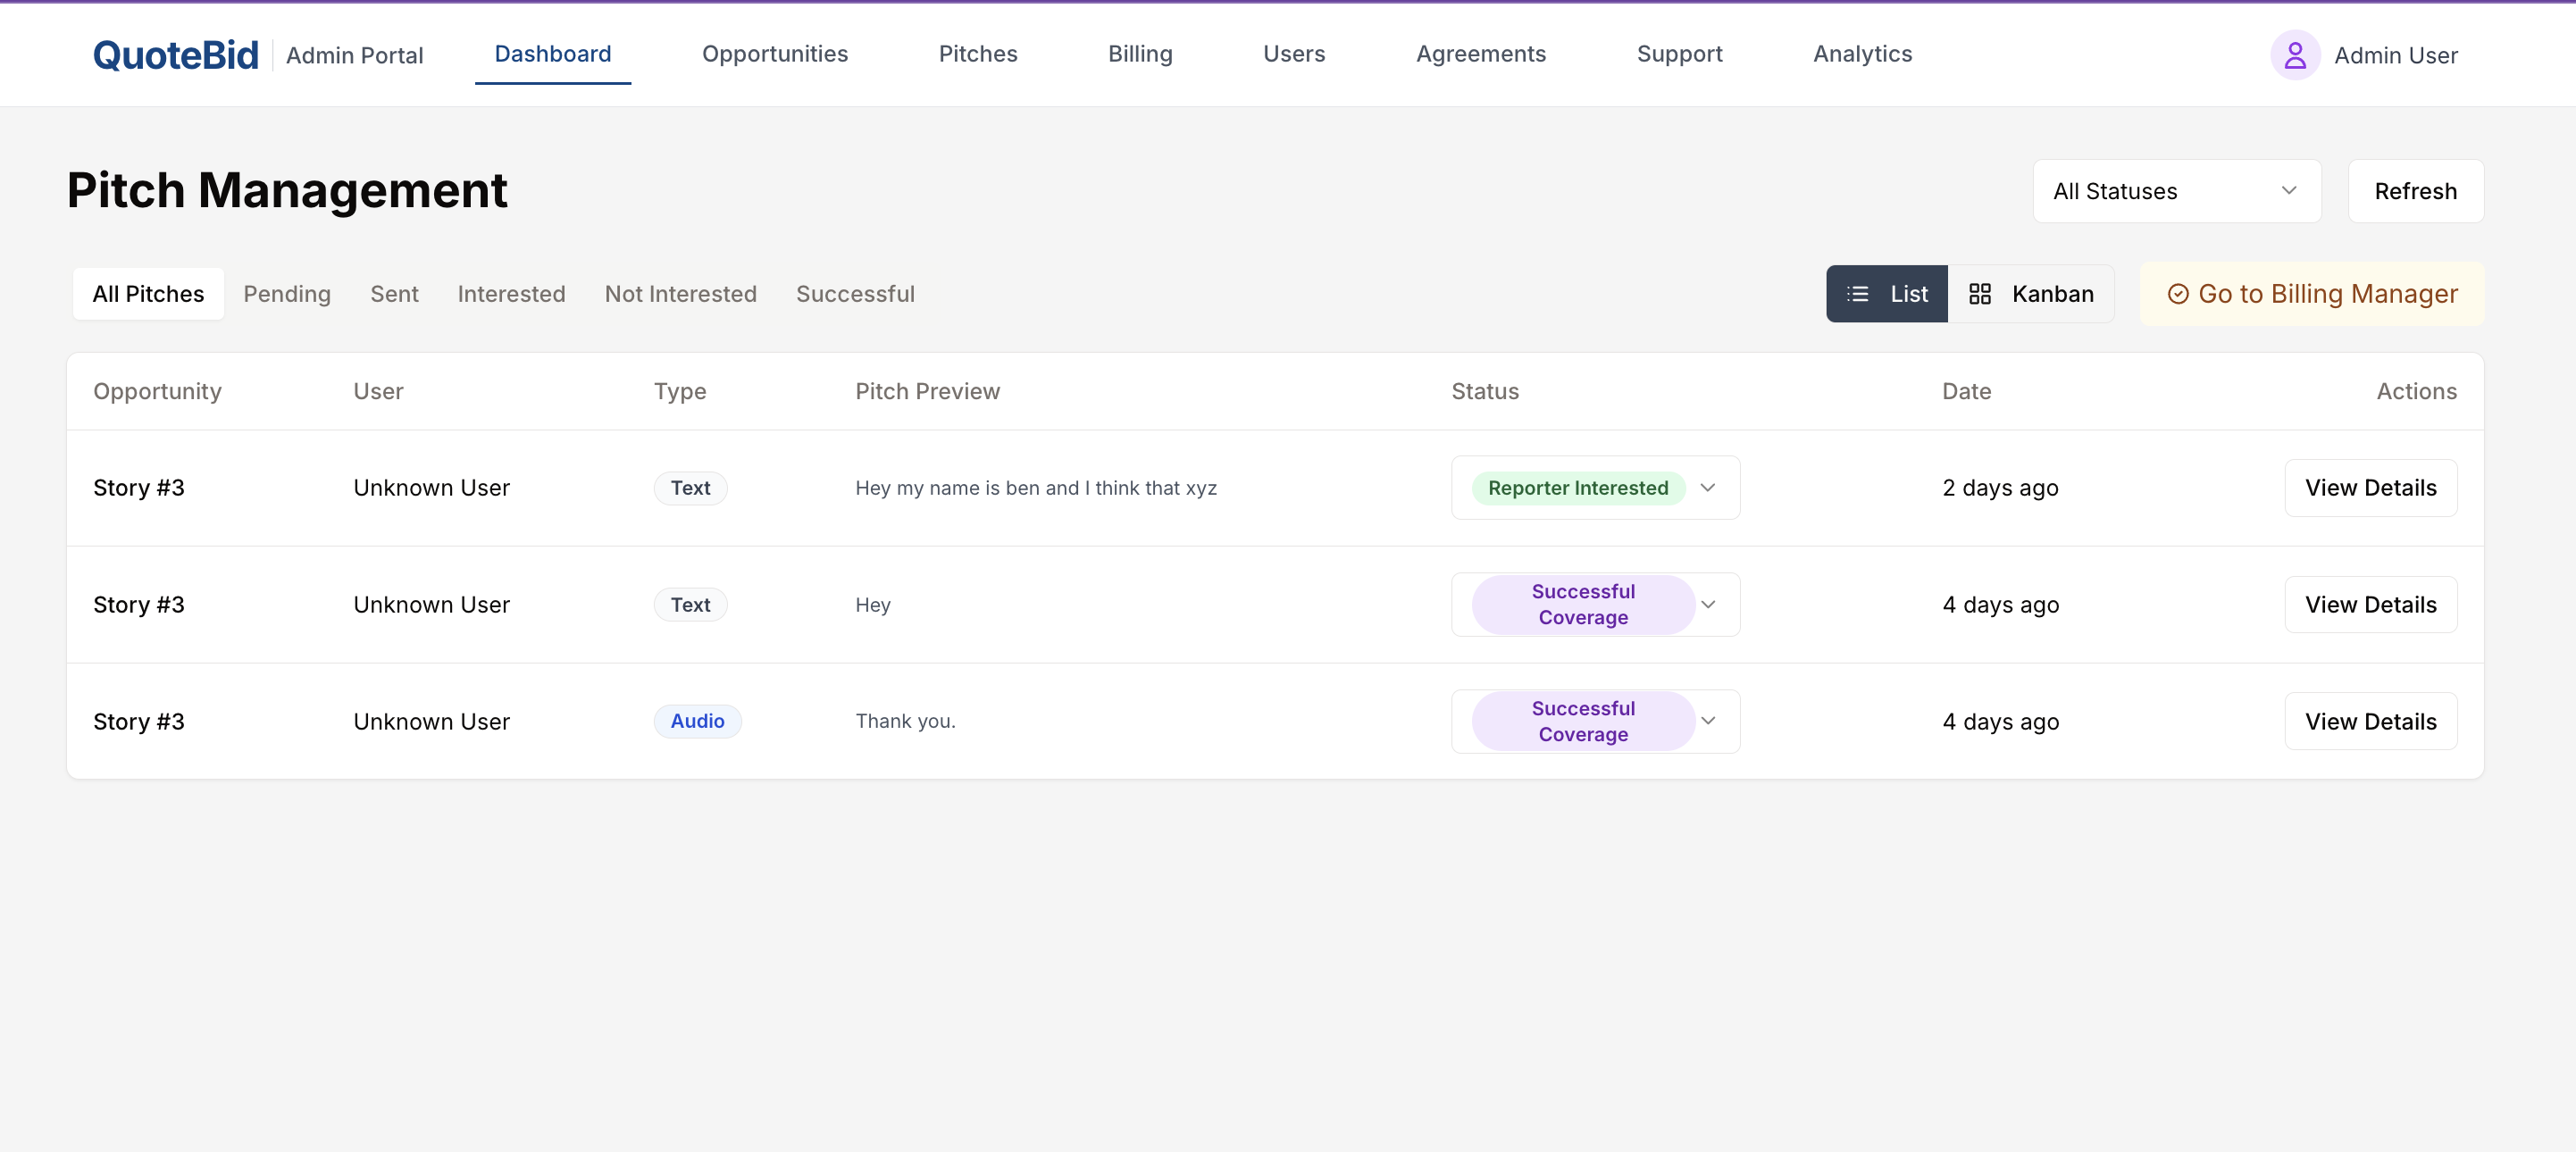 QuoteBid Admin Portal Dashboard Opportunities Pitches Billing Users Agreements Support Analytics Admin User
Pitch Management All Statuses Refresh
All Pitches Pending Sent Interested Not Interested Successful List Kanban Go to Billing Manager
Opportunity User Type Pitch Preview Status Date Actions
Story #3 Unknown User Text Hey my name is ben and I think that xyz Reporter Interested 2 days ago View Details
Story #3 Unknown User Text Hey Successful Coverage 4 days ago View Details
Story #3 Unknown User Audio Thank you. Successful Coverage 4 days ago View Details